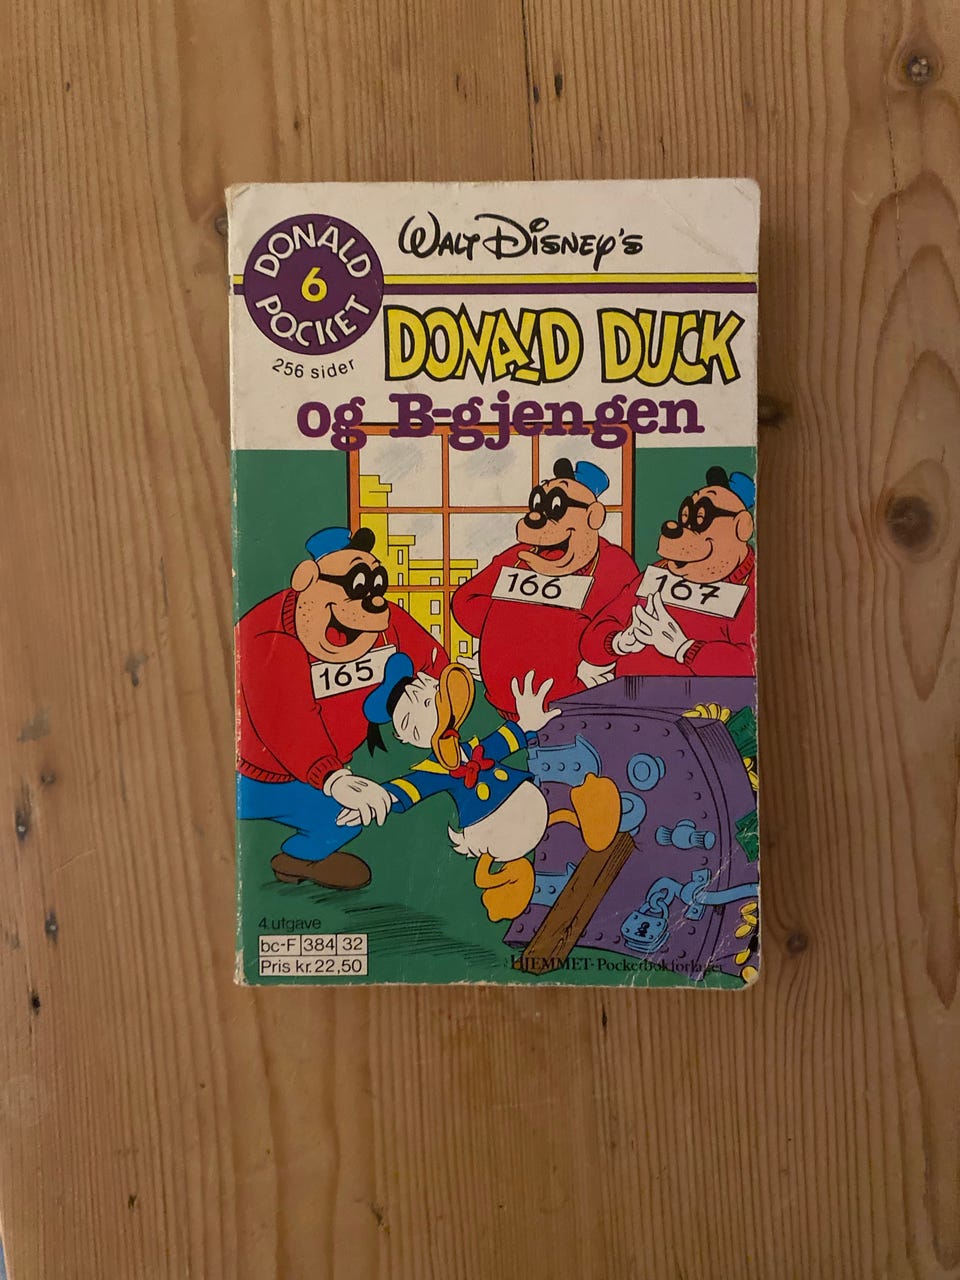 DONALD
6
POCKET
256 sider
WALT DISNEY'S
DONALD DUCK
og B-gjengen
166
167
165
4. utgave
bc-F 384 32
Pris kr. 22,50
HJEMMET-Pocketbokforlaget